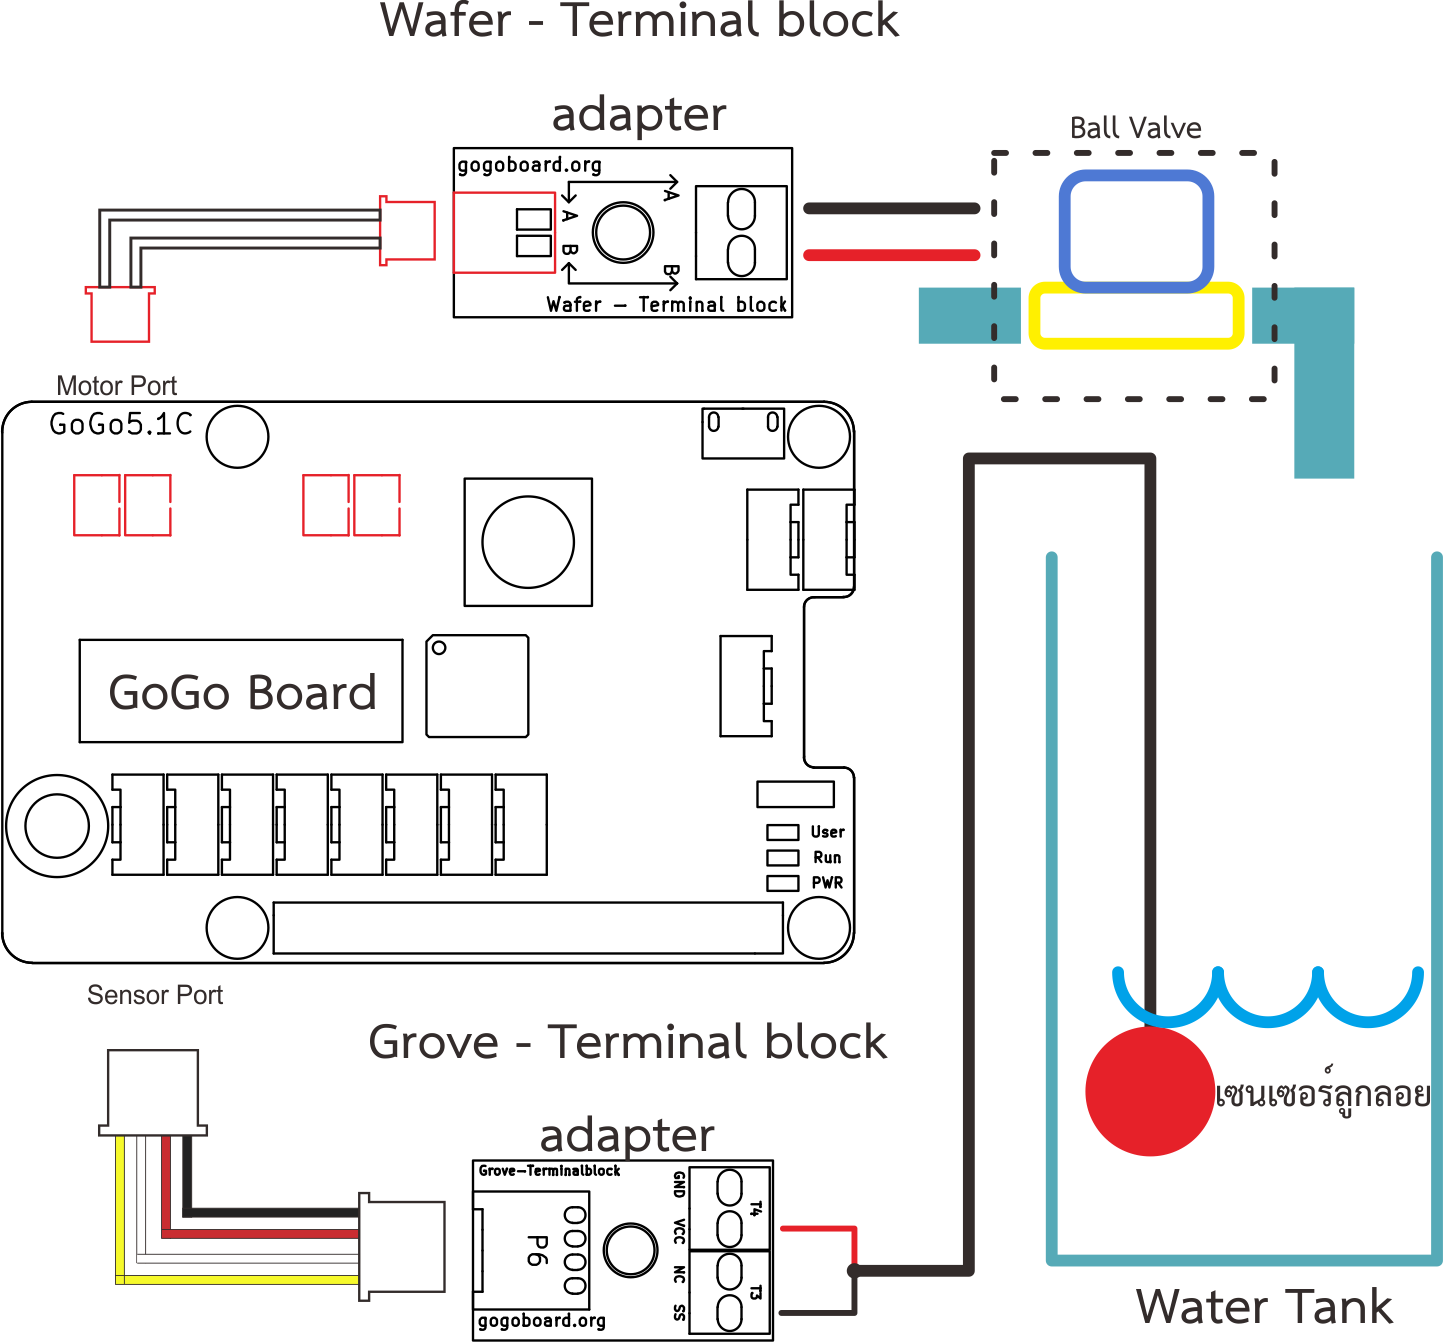 Wafer - Terminal block
adapter
Ball Valve
gogoboard.org
A
A
B
B
Wafer - Terminal block
Motor Port
GoGo5.1C
GoGo Board
User
Run
PWR
Sensor Port
Grove - Terminal block
adapter
เซนเซอร์ลูกลอย
Grove-Terminalblock
GND
VCC
T4
P6
NC
SS
T3
gogoboard.org
Water Tank